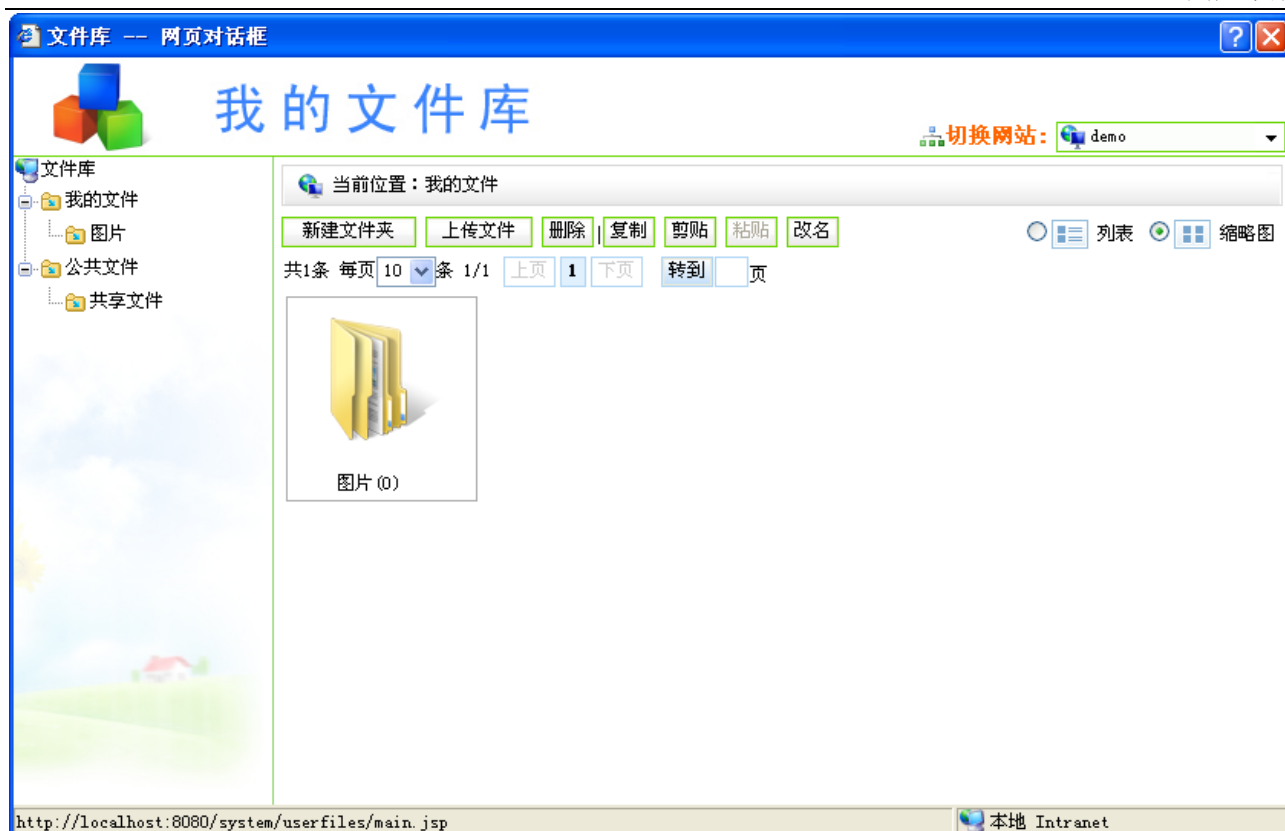 文件库 -- 网页对话框
我的文件库
切换网站： demo
文件库
我的文件
图片
公共文件
共享文件
当前位置：我的文件
新建文件夹 上传文件 删除 | 复制 剪贴 粘贴 改名 列表 缩略图
共1条 每页 10 条 1/1 上页 1 下页 转到 页
图片(0)
http://localhost:8080/system/userfiles/main.jsp 本地 Intranet